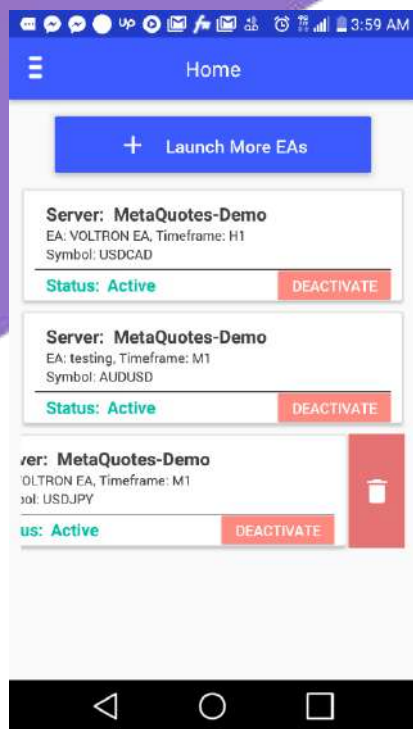 3:59 AM
Home
+ Launch More EAs
Server: MetaQuotes-Demo
EA: VOLTRON EA, Timeframe: H1
Symbol: USDCAD
Status: Active DEACTIVATE
Server: MetaQuotes-Demo
EA: testing, Timeframe: M1
Symbol: AUDUSD
Status: Active DEACTIVATE
ver: MetaQuotes-Demo
OLTRON EA, Timeframe: M1
bol: USDJPY
us: Active DEACTIVATE